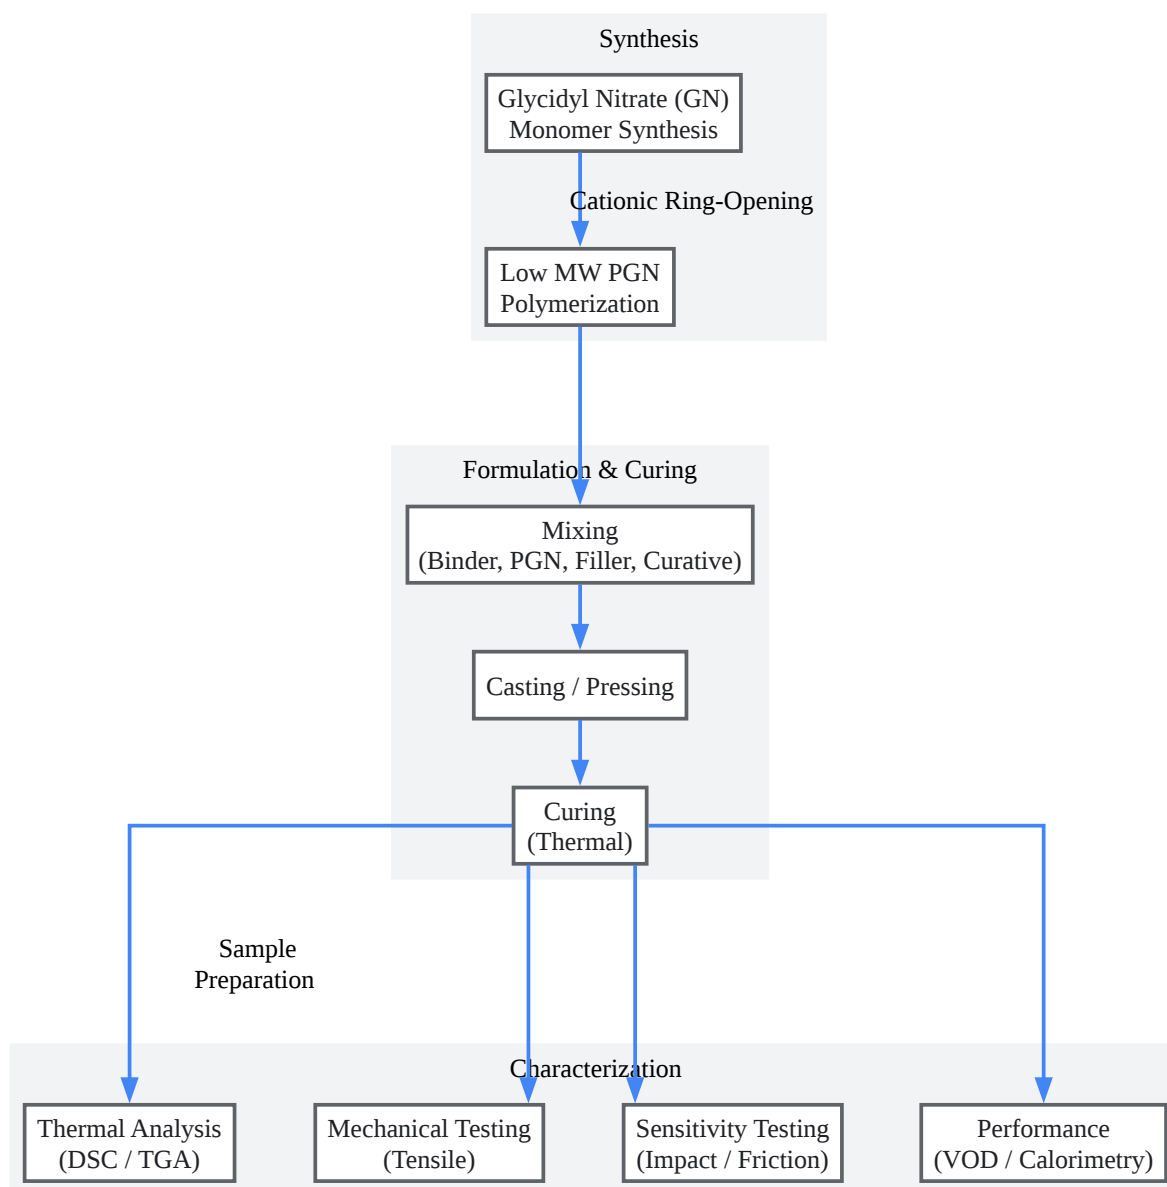 Synthesis
Glycidyl Nitrate (GN)
Monomer Synthesis
Cationic Ring-Opening
Low MW PGN
Polymerization
Formulation & Curing
Mixing
(Binder, PGN, Filler, Curative)
Casting / Pressing
Curing
(Thermal)
Sample
Preparation
Characterization
Thermal Analysis
(DSC / TGA)
Mechanical Testing
(Tensile)
Sensitivity Testing
(Impact / Friction)
Performance
(VOD / Calorimetry)